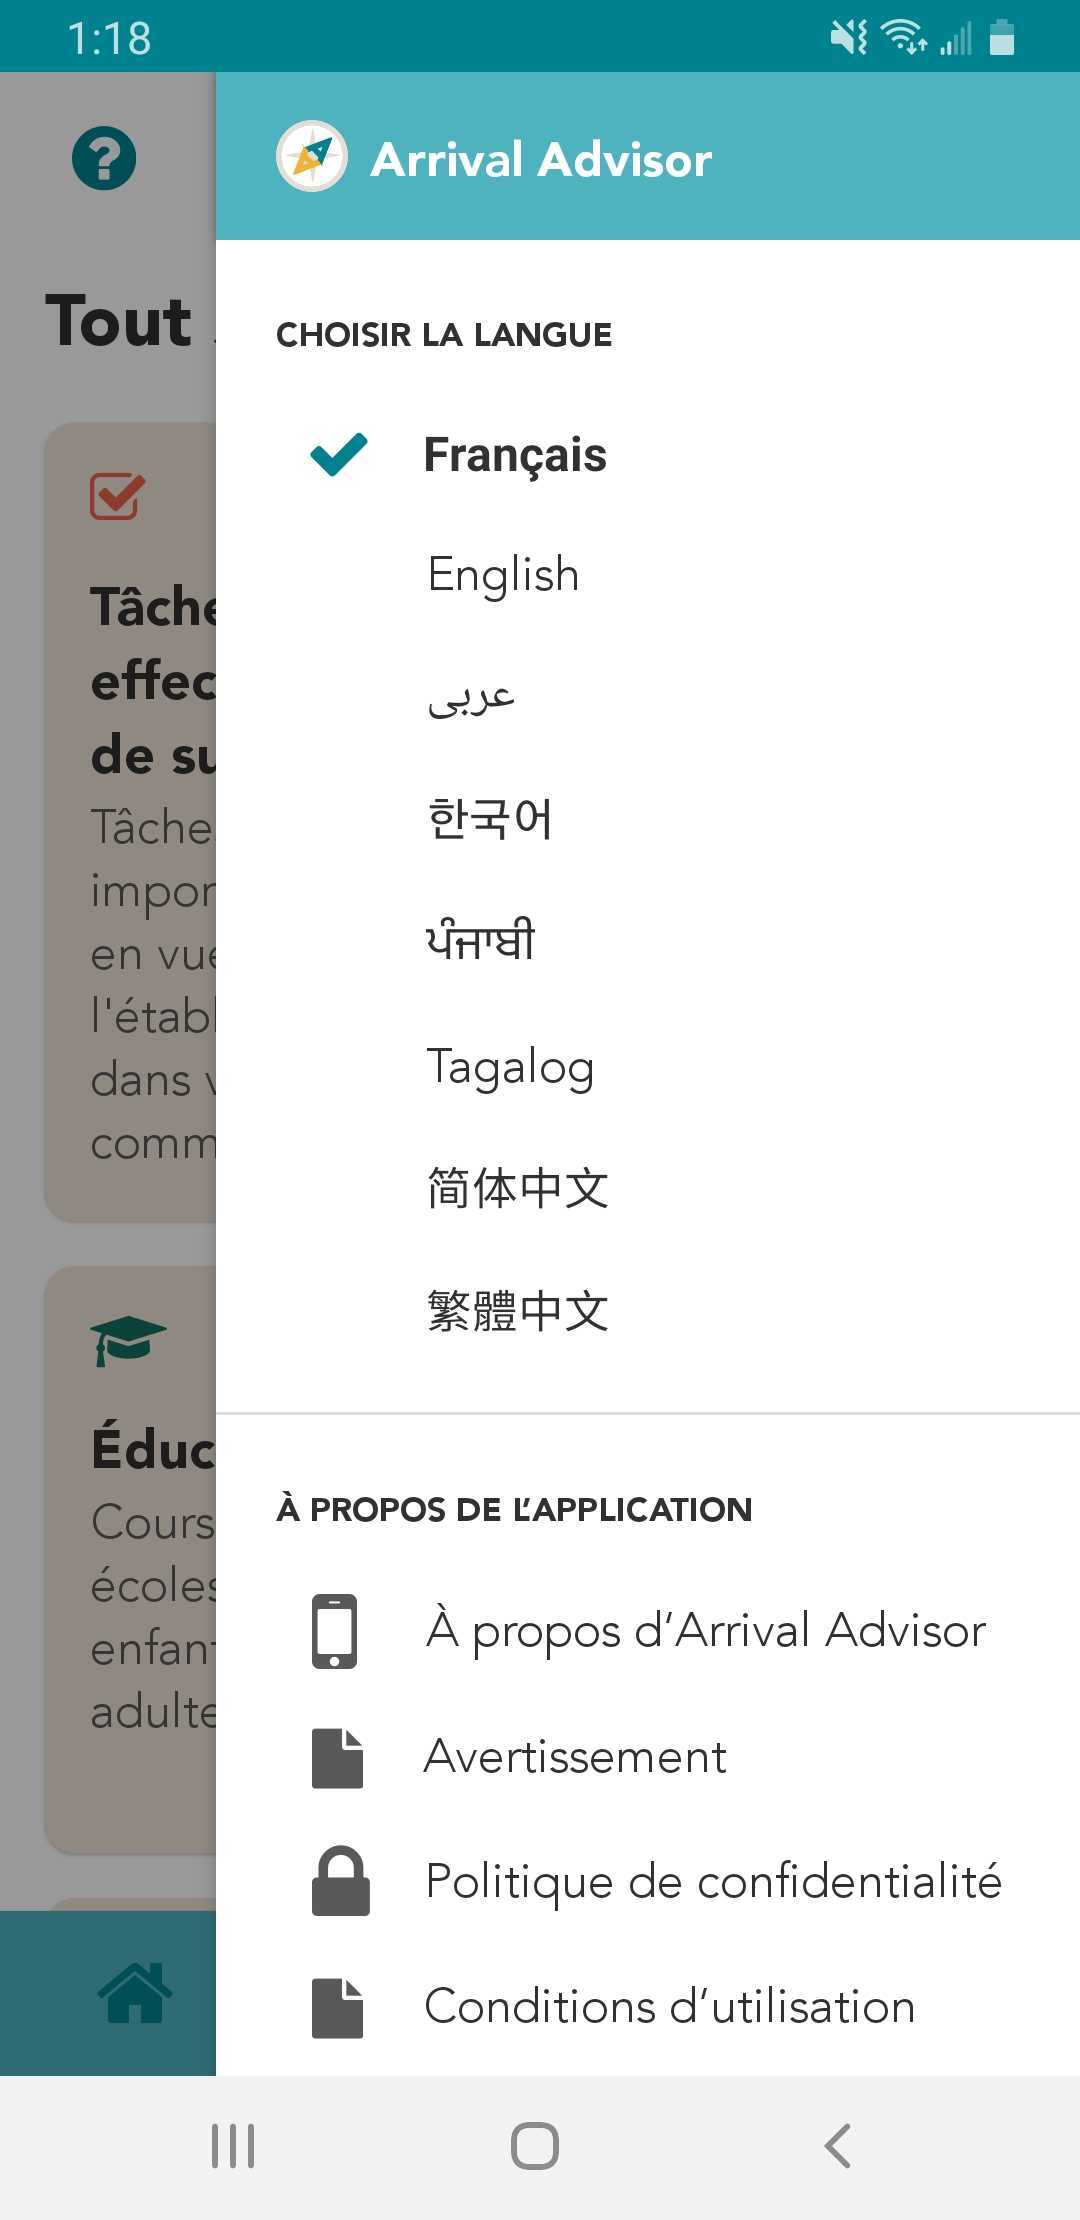 1:18
Arrival Advisor
CHOISIR LA LANGUE
Français
English
عربى
한국어
ਪੰਜਾਬੀ
Tagalog
简体中文
繁體中文
À PROPOS DE L’APPLICATION
À propos d’Arrival Advisor
Avertissement
Politique de confidentialité
Conditions d’utilisation
Tout
Tâche
effec
de su
Tâche
impor
en vue
l'établ
dans v
comm
Éduc
Cours
écoles
enfant
adulte